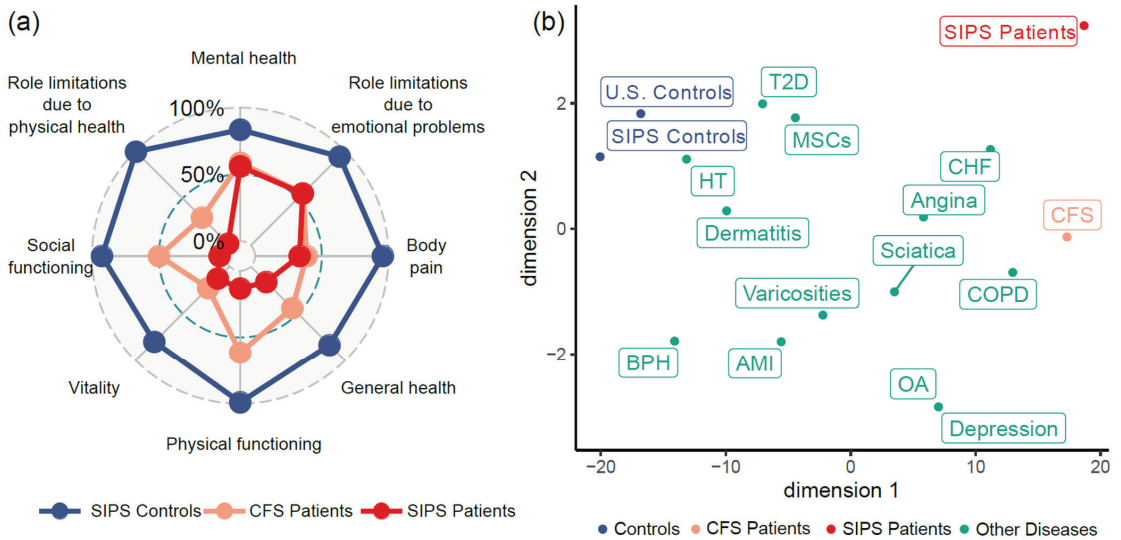 (a)
Mental health
Role limitations
due to
physical health
100%
Role limitations
due to
emotional problems
50%
0%
Social
functioning
Body
pain
Vitality
General health
Physical functioning
SIPS Controls
CFS Patients
SIPS Patients
(b)
SIPS Patients
T2D
U.S. Controls
2
MSCs
SIPS Controls
CHF
HT
Angina
CFS
Dermatitis
0
Sciatica
Varicosities
COPD
BPH
AMI
−2
OA
Depression
dimension 2
−20
−10
0
10
20
dimension 1
Controls
CFS Patients
SIPS Patients
Other Diseases